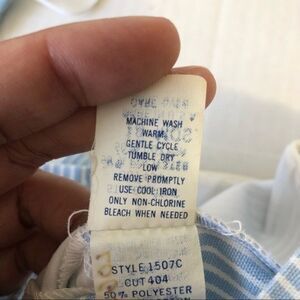 MACHINE WASH
WARM
GENTLE CYCLE
TUMBLE DRY
LOW
REMOVE PROMPTLY
USE COOL IRON
ONLY NON-CHLORINE
BLEACH WHEN NEEDED
STYLE 1507C
CUT 404
50% POLYESTER